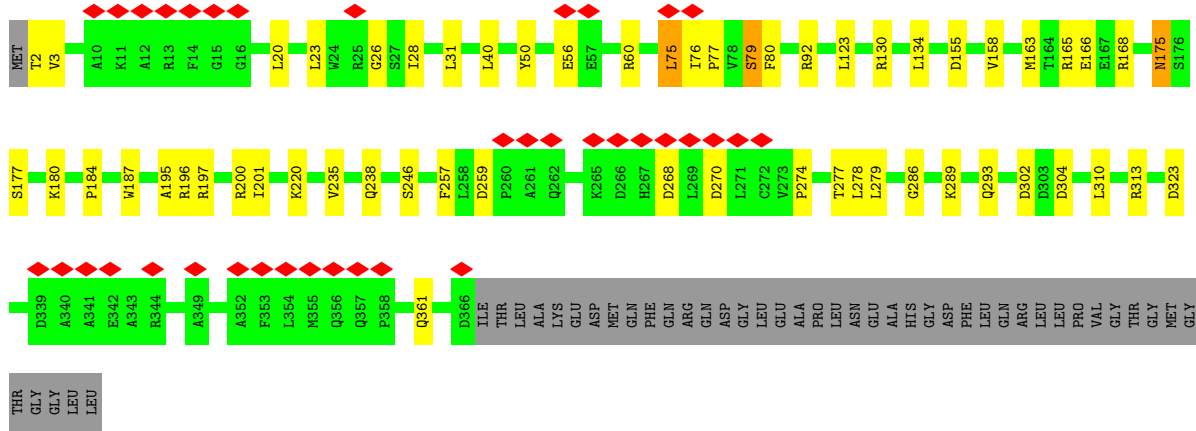 MET T2 V3 A10 K11 A12 R13 F14 G15 G16 L20 L23 W24 R25 G26 S27 I28 L31 L40 Y50 E56 E57 R60 L75 I76 P77 V78 S79 F80 R92 L123 R130 L134 D155 V158 M163 T164 R165 E166 E167 R168 N175 S176
S177 K180 P184 W187 A195 R196 R197 R200 I201 K220 V235 Q238 S246 F257 L258 D259 P260 A261 Q262 K265 D266 H267 D268 L269 D270 L271 C272 V273 P274 T277 L278 L279 G286 K289 Q293 D302 D303 D304 L310 R313 D323
D339 A340 A341 E342 A343 R344 A349 A352 F353 L354 M355 Q356 Q357 P358 Q361 D366 ILE THR LEU ALA LYS GLU ASP MET GLN PHE GLN ARG GLN ASP GLY LEU GLU ALA PRO LEU ASN GLU ALA HIS GLY ASP PHE LEU GLN ARG LEU LEU PRO VAL GLY THR GLY MET GLY
THR GLY GLY LEU LEU